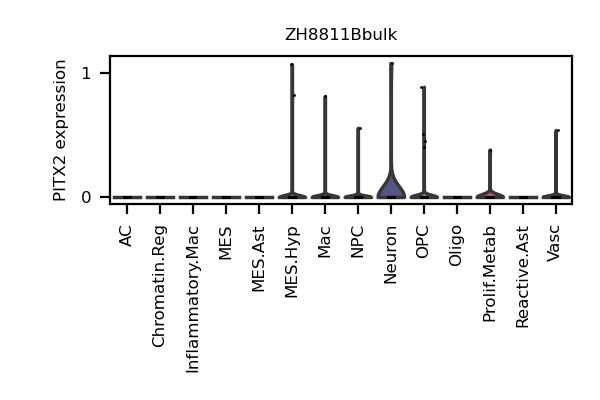 ZH8811Bbulk
PITX2 expression
1
0
AC
Chromatin.Reg
Inflammatory.Mac
MES
MES.Ast
MES.Hyp
Mac
NPC
Neuron
OPC
Oligo
Prolif.Metab
Reactive.Ast
Vasc